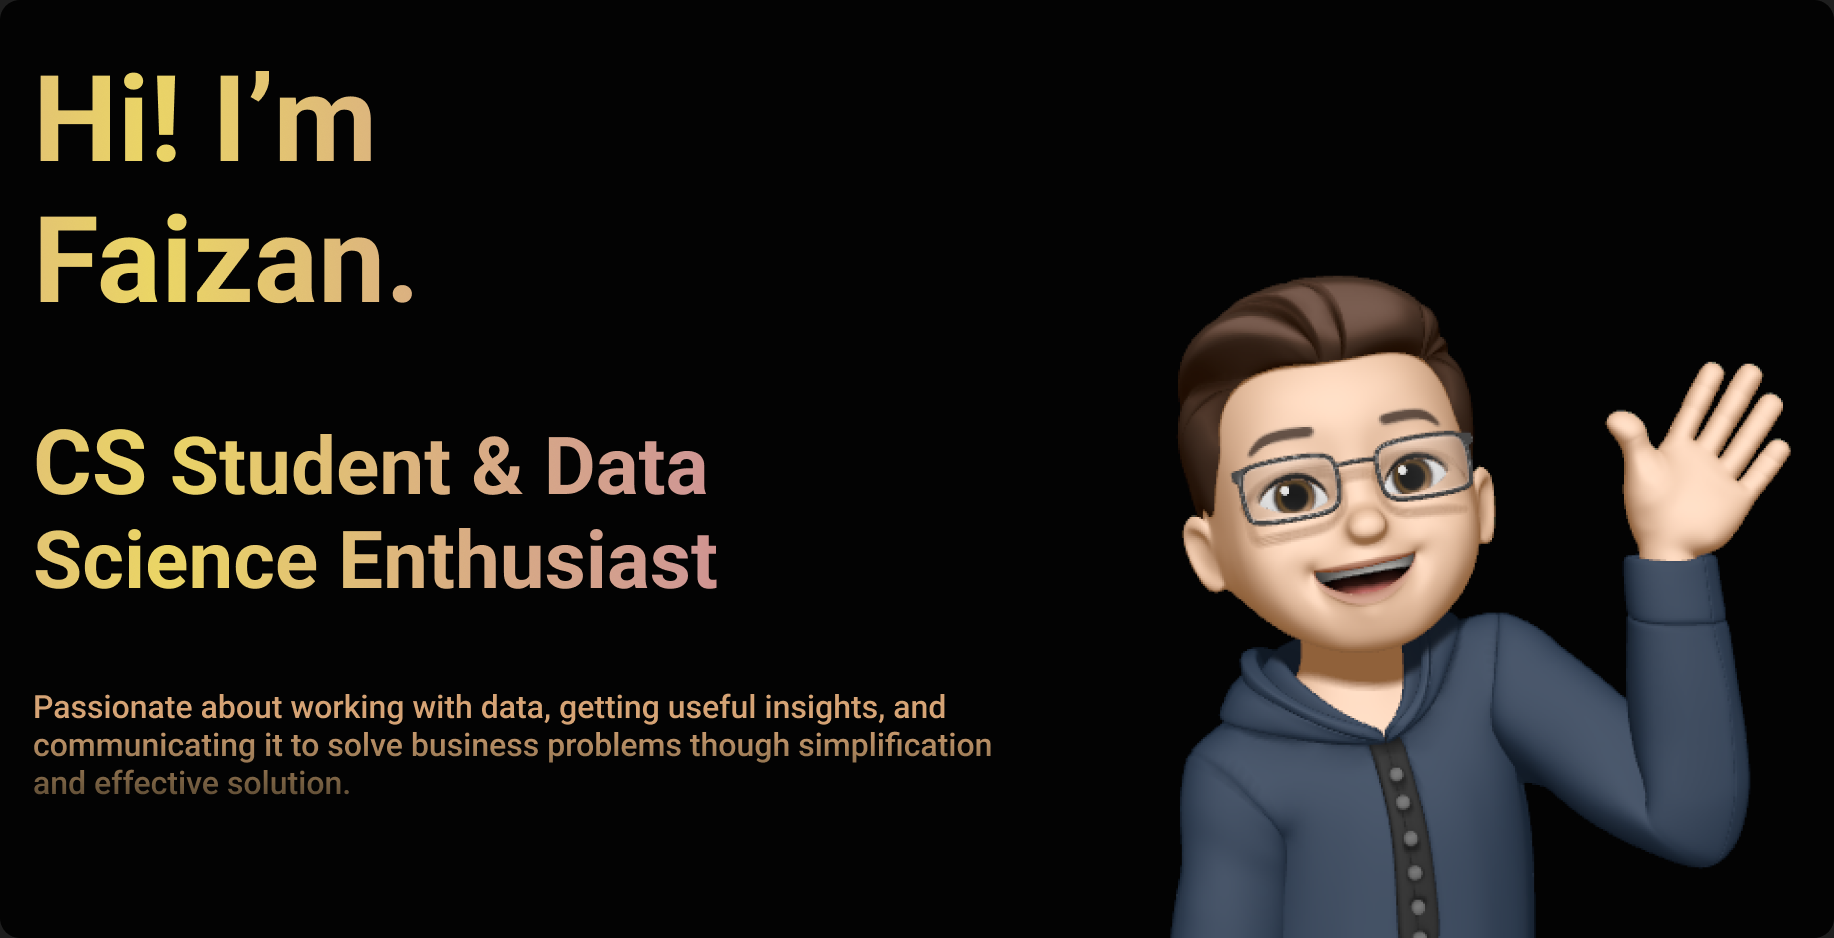 Hi! I’m
Faizan.
CS Student & Data
Science Enthusiast
Passionate about working with data, getting useful insights, and
communicating it to solve business problems though simplification
and effective solution.